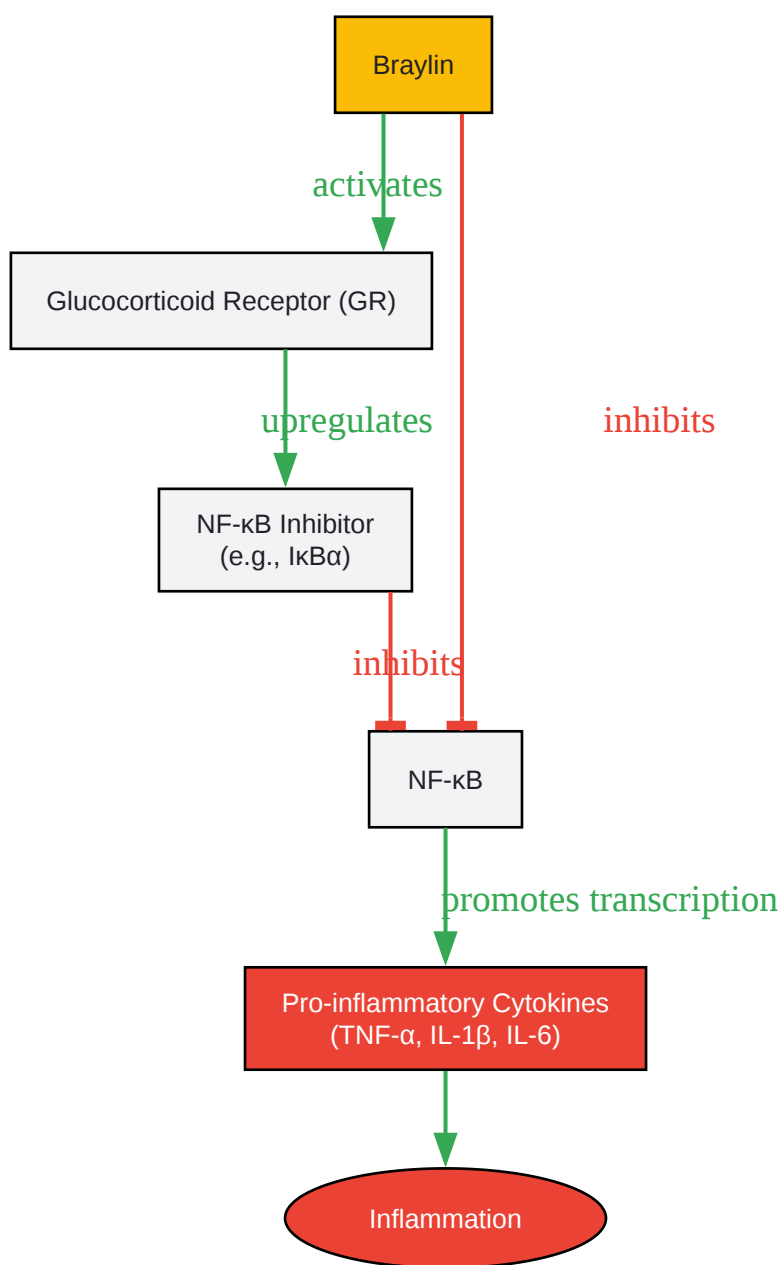 Braylin
activates
Glucocorticoid Receptor (GR)
upregulates
inhibits
NF-κB Inhibitor
(e.g., IκBα)
inhibits
NF-κB
promotes transcription
Pro-inflammatory Cytokines
(TNF-α, IL-1β, IL-6)
Inflammation